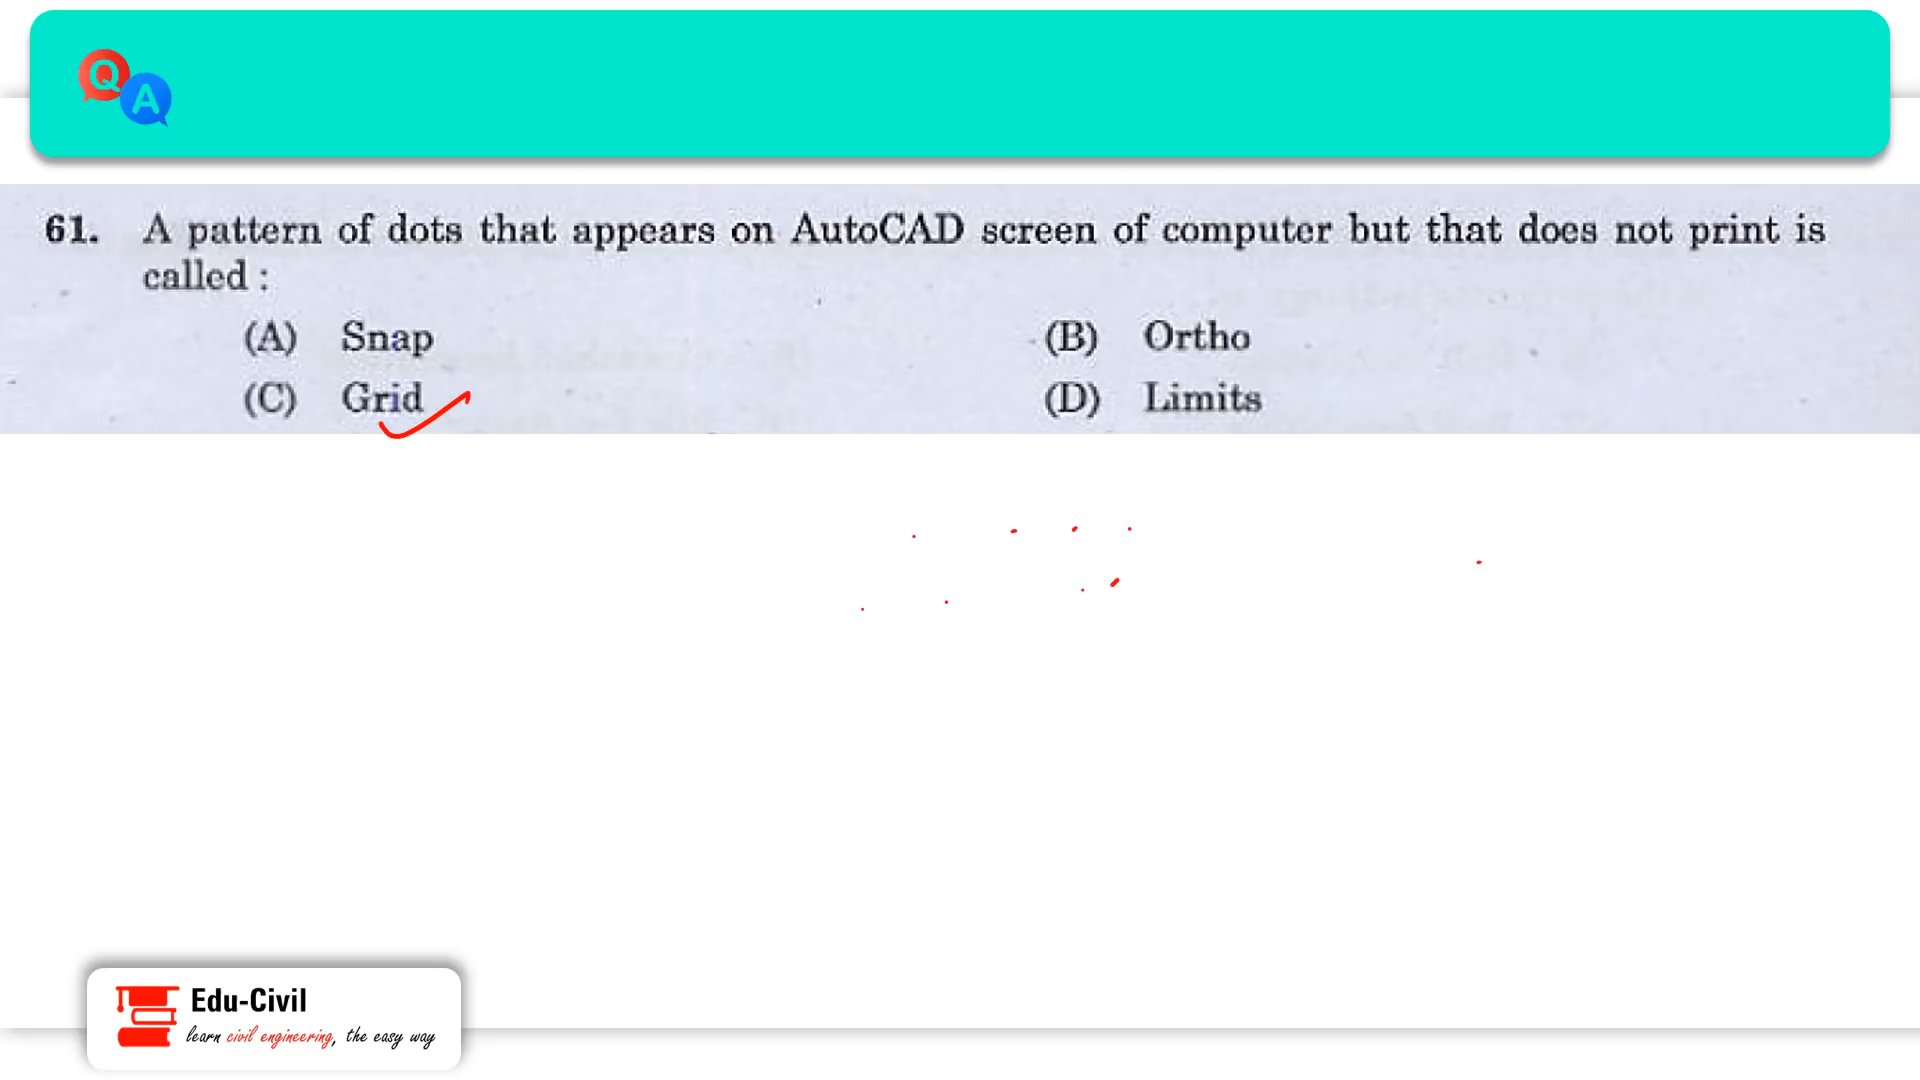 Q
A
61. A pattern of dots that appears on AutoCAD screen of computer but that does not print is
called :
(A) Snap (B) Ortho
(C) Grid (D) Limits
Edu-Civil
learn civil engineering, the easy way